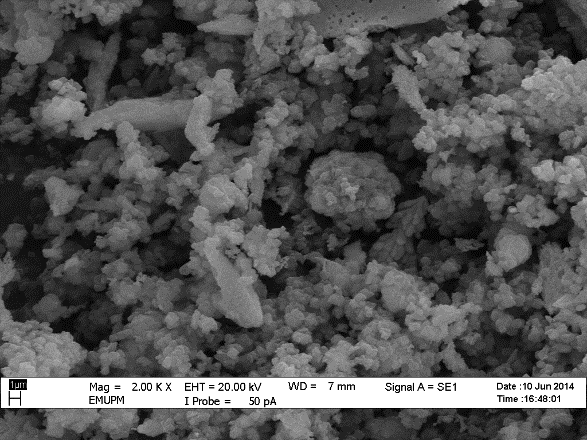 1µm Mag = 2.00 K X EHT = 20.00 kV WD = 7 mm Signal A = SE1 Date :10 Jun 2014
EMUPM I Probe = 50 pA Time :16:48:01